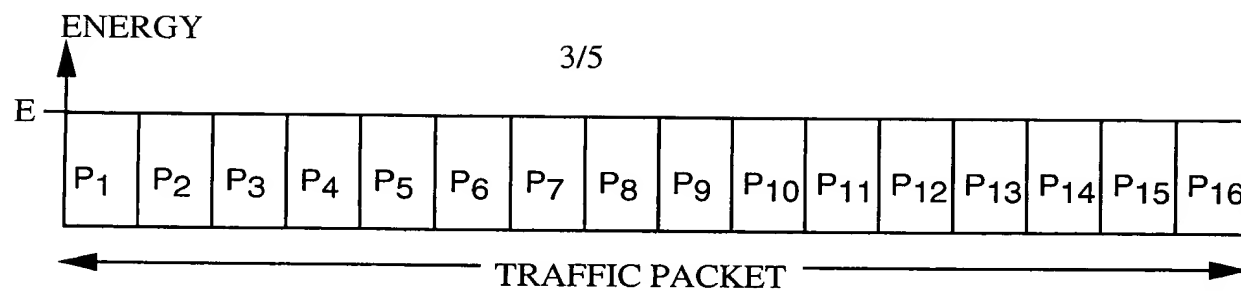 ENERGY
3/5
E
P1 P2 P3 P4 P5 P6 P7 P8 P9 P10 P11 P12 P13 P14 P15 P16
TRAFFIC PACKET